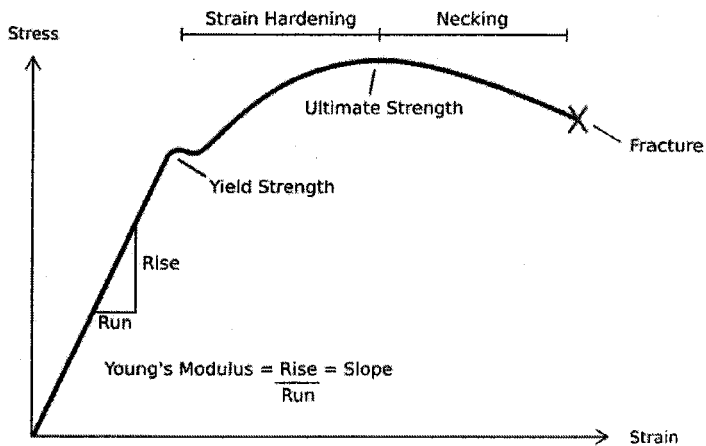 Strain Hardening
Necking
Stress
Ultimate Strength
Fracture
Yield Strength
Rise
Run
Young's Modulus = Rise = Slope
Run
Strain